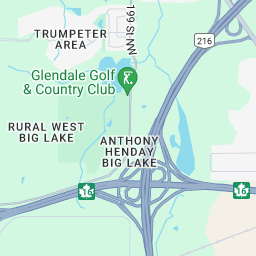 199 St NW
TRUMPETER
AREA
216
Glendale Golf
& Country Club
RURAL WEST
BIG LAKE
ANTHONY
HENDAY
BIG LAKE
16
16